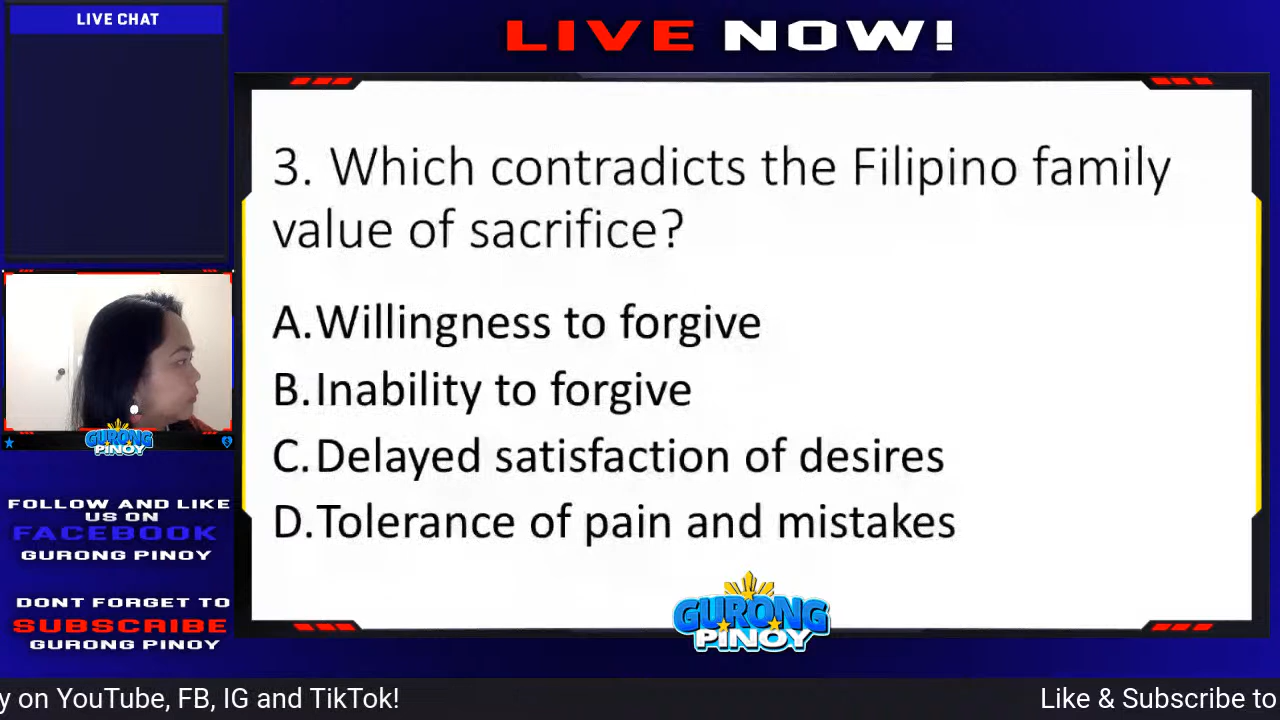 LIVE CHAT
LIVE NOW!
3. Which contradicts the Filipino family
value of sacrifice?
A.Willingness to forgive
B.Inability to forgive
C.Delayed satisfaction of desires
D.Tolerance of pain and mistakes
GURONG
PINOY
FOLLOW AND LIKE
US ON
FACEBOOK
GURONG PINOY
DONT FORGET TO
SUBSCRIBE
GURONG PINOY
GURONG
PINOY
y on YouTube, FB, IG and TikTok!
Like & Subscribe to